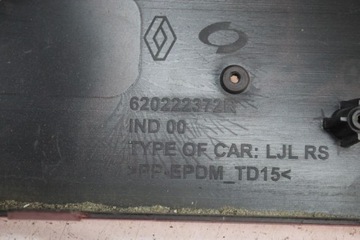 620222372R
IND 00
TYPE OF CAR: LJL RS
>PP-EPDM_TD15<